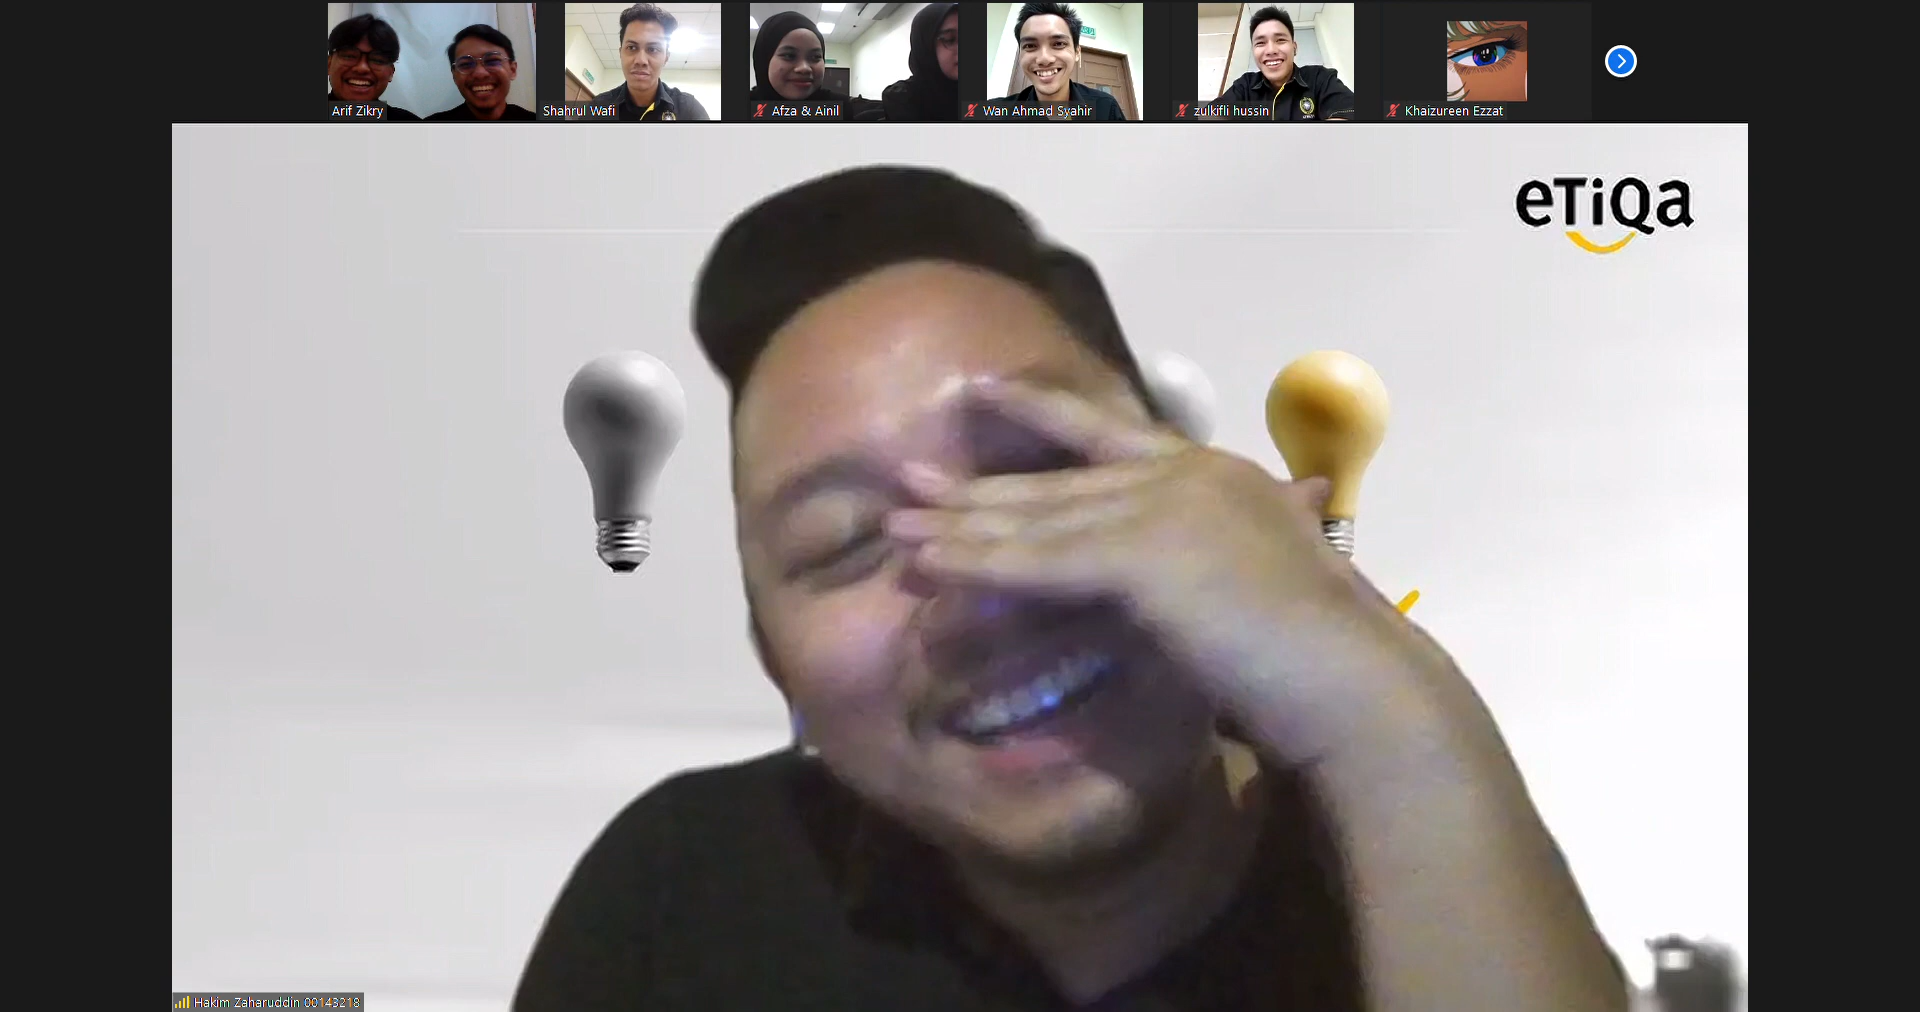 Arif Zikry
Shahrul Wafi
Afza & Ainil
Wan Ahmad Syahir
zulkifli hussin
Khaizureen Ezzat
eTiQa
Hakim Zaharuddin 00143218